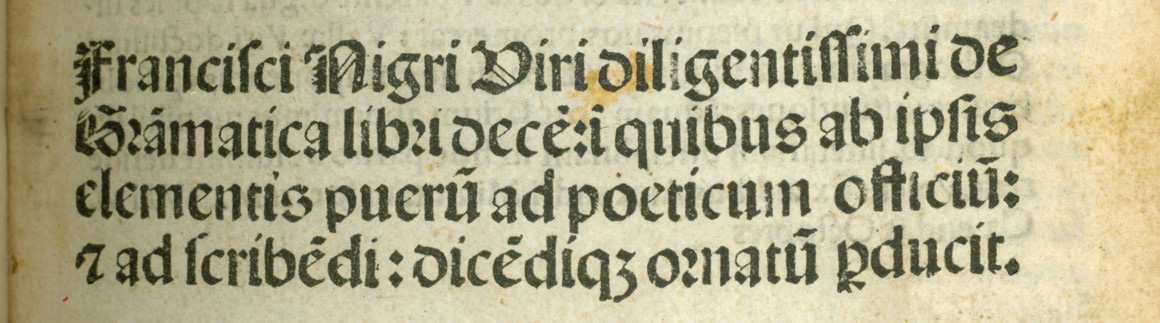 Franciſci Nigri Viri diligentiſſimi de
Grāmatica libri decē:ī quibus ab ipſis
elementis puerū ad poeticum officiū:
⁊ ad ſcribēdi: dicēdiqꝫ ornatū ꝑducit.